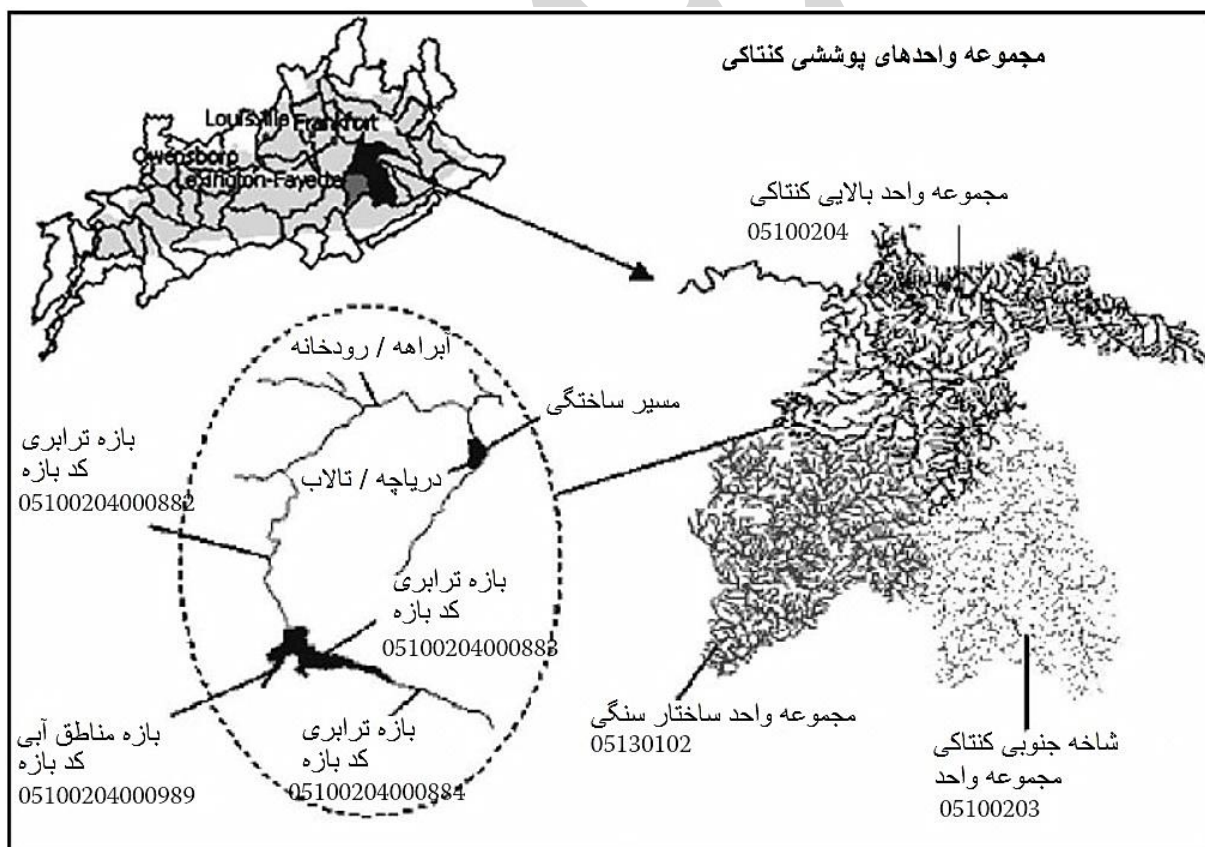 مجموعه واحدهای پوششی کنتاکی
Louisville
Frankfort
Owensboro
Lexington-Fayette
مجموعه واحد بالایی کنتاکی
05100204
آبراهه / رودخانه
مسیر ساختگی
دریاچه / تالاب
بازه ترابری
کد بازه
05100204000882
بازه ترابری
کد بازه
05100204000883
بازه مناطق آبی
کد بازه
05100204000989
بازه ترابری
کد بازه
05100204000884
مجموعه واحد ساختار سنگی
05130102
شاخه جنوبی کنتاکی
مجموعه واحد
05100203